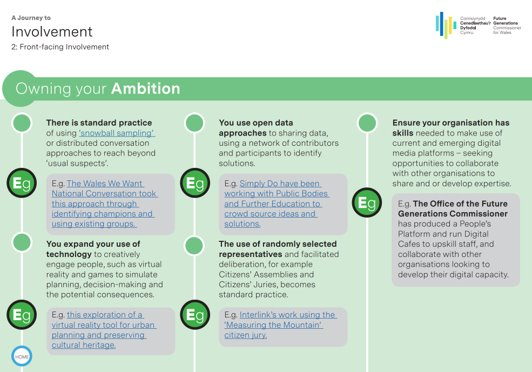 A Journey to
Involvement
2: Front-facing Involvement
Comisiynydd
Cenedlaethau'r
Dyfodol
Cymru
Future
Generations
Commissioner
for Wales
Owning your Ambition
There is standard practice
of using 'snowball sampling'
or distributed conversation
approaches to reach beyond
'usual suspects'.
Eg
E.g. The Wales We Want
National Conversation took
this approach through
identifying champions and
using existing groups.
You expand your use of
technology to creatively
engage people, such as virtual
reality and games to simulate
planning, decision-making and
the potential consequences.
Eg
E.g. this exploration of a
virtual reality tool for urban
planning and preserving
cultural heritage.
HOME
You use open data
approaches to sharing data,
using a network of contributors
and participants to identify
solutions.
Eg
E.g. Simply Do have been
working with Public Bodies
and Further Education to
crowd source ideas and
solutions.
The use of randomly selected
representatives and facilitated
deliberation, for example
Citizens' Assemblies and
Citizens' Juries, becomes
standard practice.
Eg
E.g. Interlink's work using the
'Measuring the Mountain'
citizen jury.
Ensure your organisation has
skills needed to make use of
current and emerging digital
media platforms – seeking
opportunities to collaborate
with other organisations to
share and or develop expertise.
Eg
E.g. The Office of the Future
Generations Commissioner
has produced a People's
Platform and run Digital
Cafes to upskill staff, and
collaborate with other
organisations looking to
develop their digital capacity.